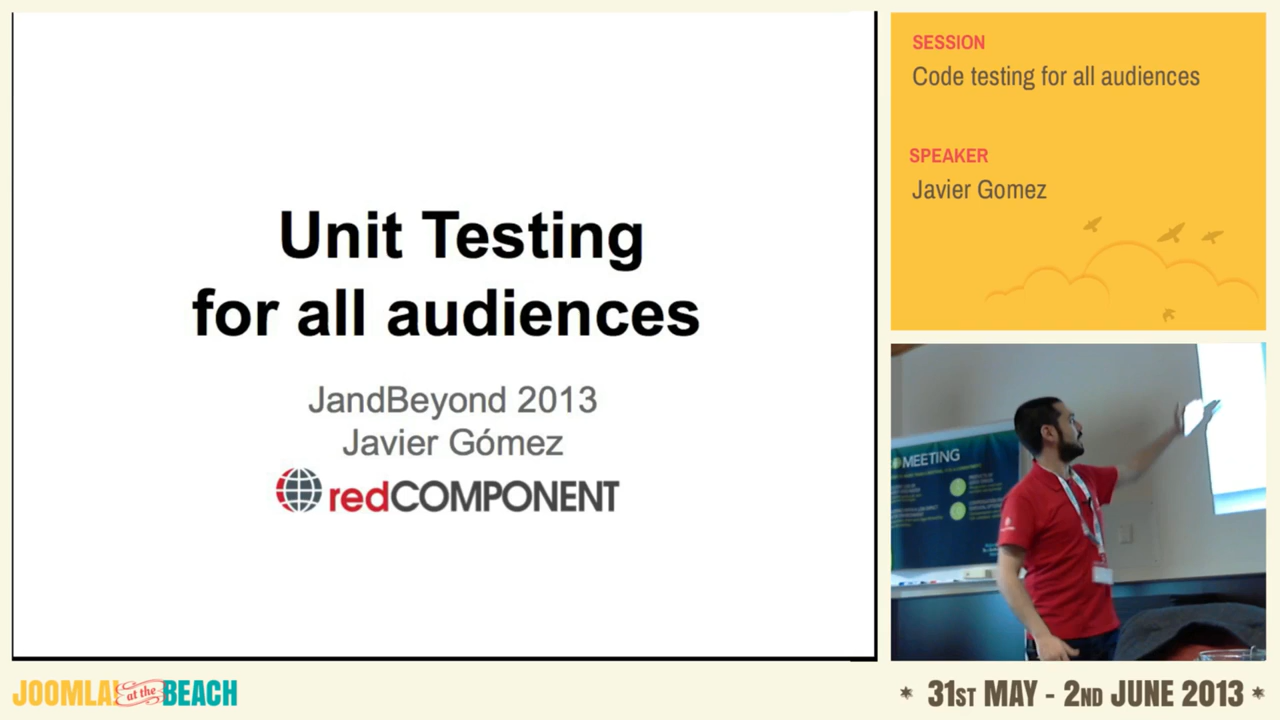 Unit Testing
for all audiences
JandBeyond 2013
Javier Gómez
redCOMPONENT
SESSION
Code testing for all audiences
SPEAKER
Javier Gomez
MEETING
JOOMLA! at the BEACH
* 31ST MAY - 2ND JUNE 2013 *